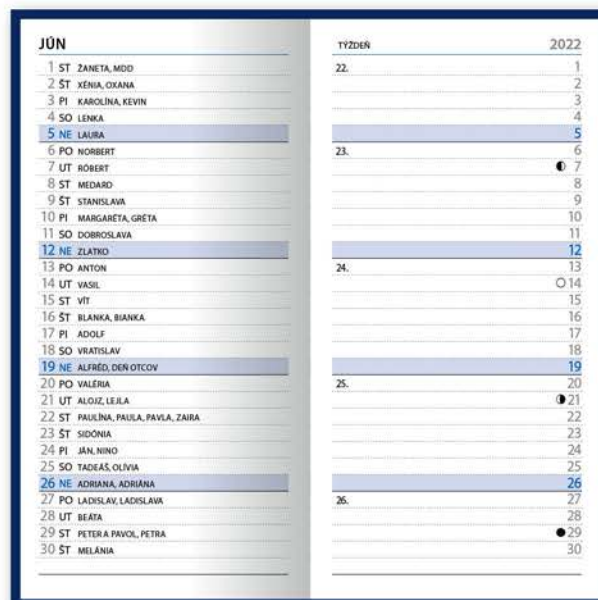 JÚN
1 ST ŽANETA, MDD
2 ŠT XÉNIA, OXANA
3 PI KAROLÍNA, KEVIN
4 SO LENKA
5 NE LAURA
6 PO NORBERT
7 UT RÓBERT
8 ST MEDARD
9 ŠT STANISLAVA
10 PI MARGARÉTA, GRÉTA
11 SO DOBROSLAVA
12 NE ZLATKO
13 PO ANTON
14 UT VASIL
15 ST VÍT
16 ŠT BLANKA, BIANKA
17 PI ADOLF
18 SO VRATISLAV
19 NE ALFRÉD, DEŇ OTCOV
20 PO VALÉRIA
21 UT ALOJZ, LEJLA
22 ST PAULÍNA, PAULA, PAVLA, ZAIRA
23 ŠT SIDÓNIA
24 PI JÁN, NINO
25 SO TADEÁŠ, OLÍVIA
26 NE ADRIANA, ADRIÁNA
27 PO LADISLAV, LADISLAVA
28 UT BEÁTA
29 ST PETER A PAVOL, PETRA
30 ŠT MELÁNIA
TÝŽDEŇ 2022
22. 1
2
3
4
5
23. 6
7
8
9
10
11
12
24. 13
14
15
16
17
18
19
25. 20
21
22
23
24
25
26
26. 27
28
29
30